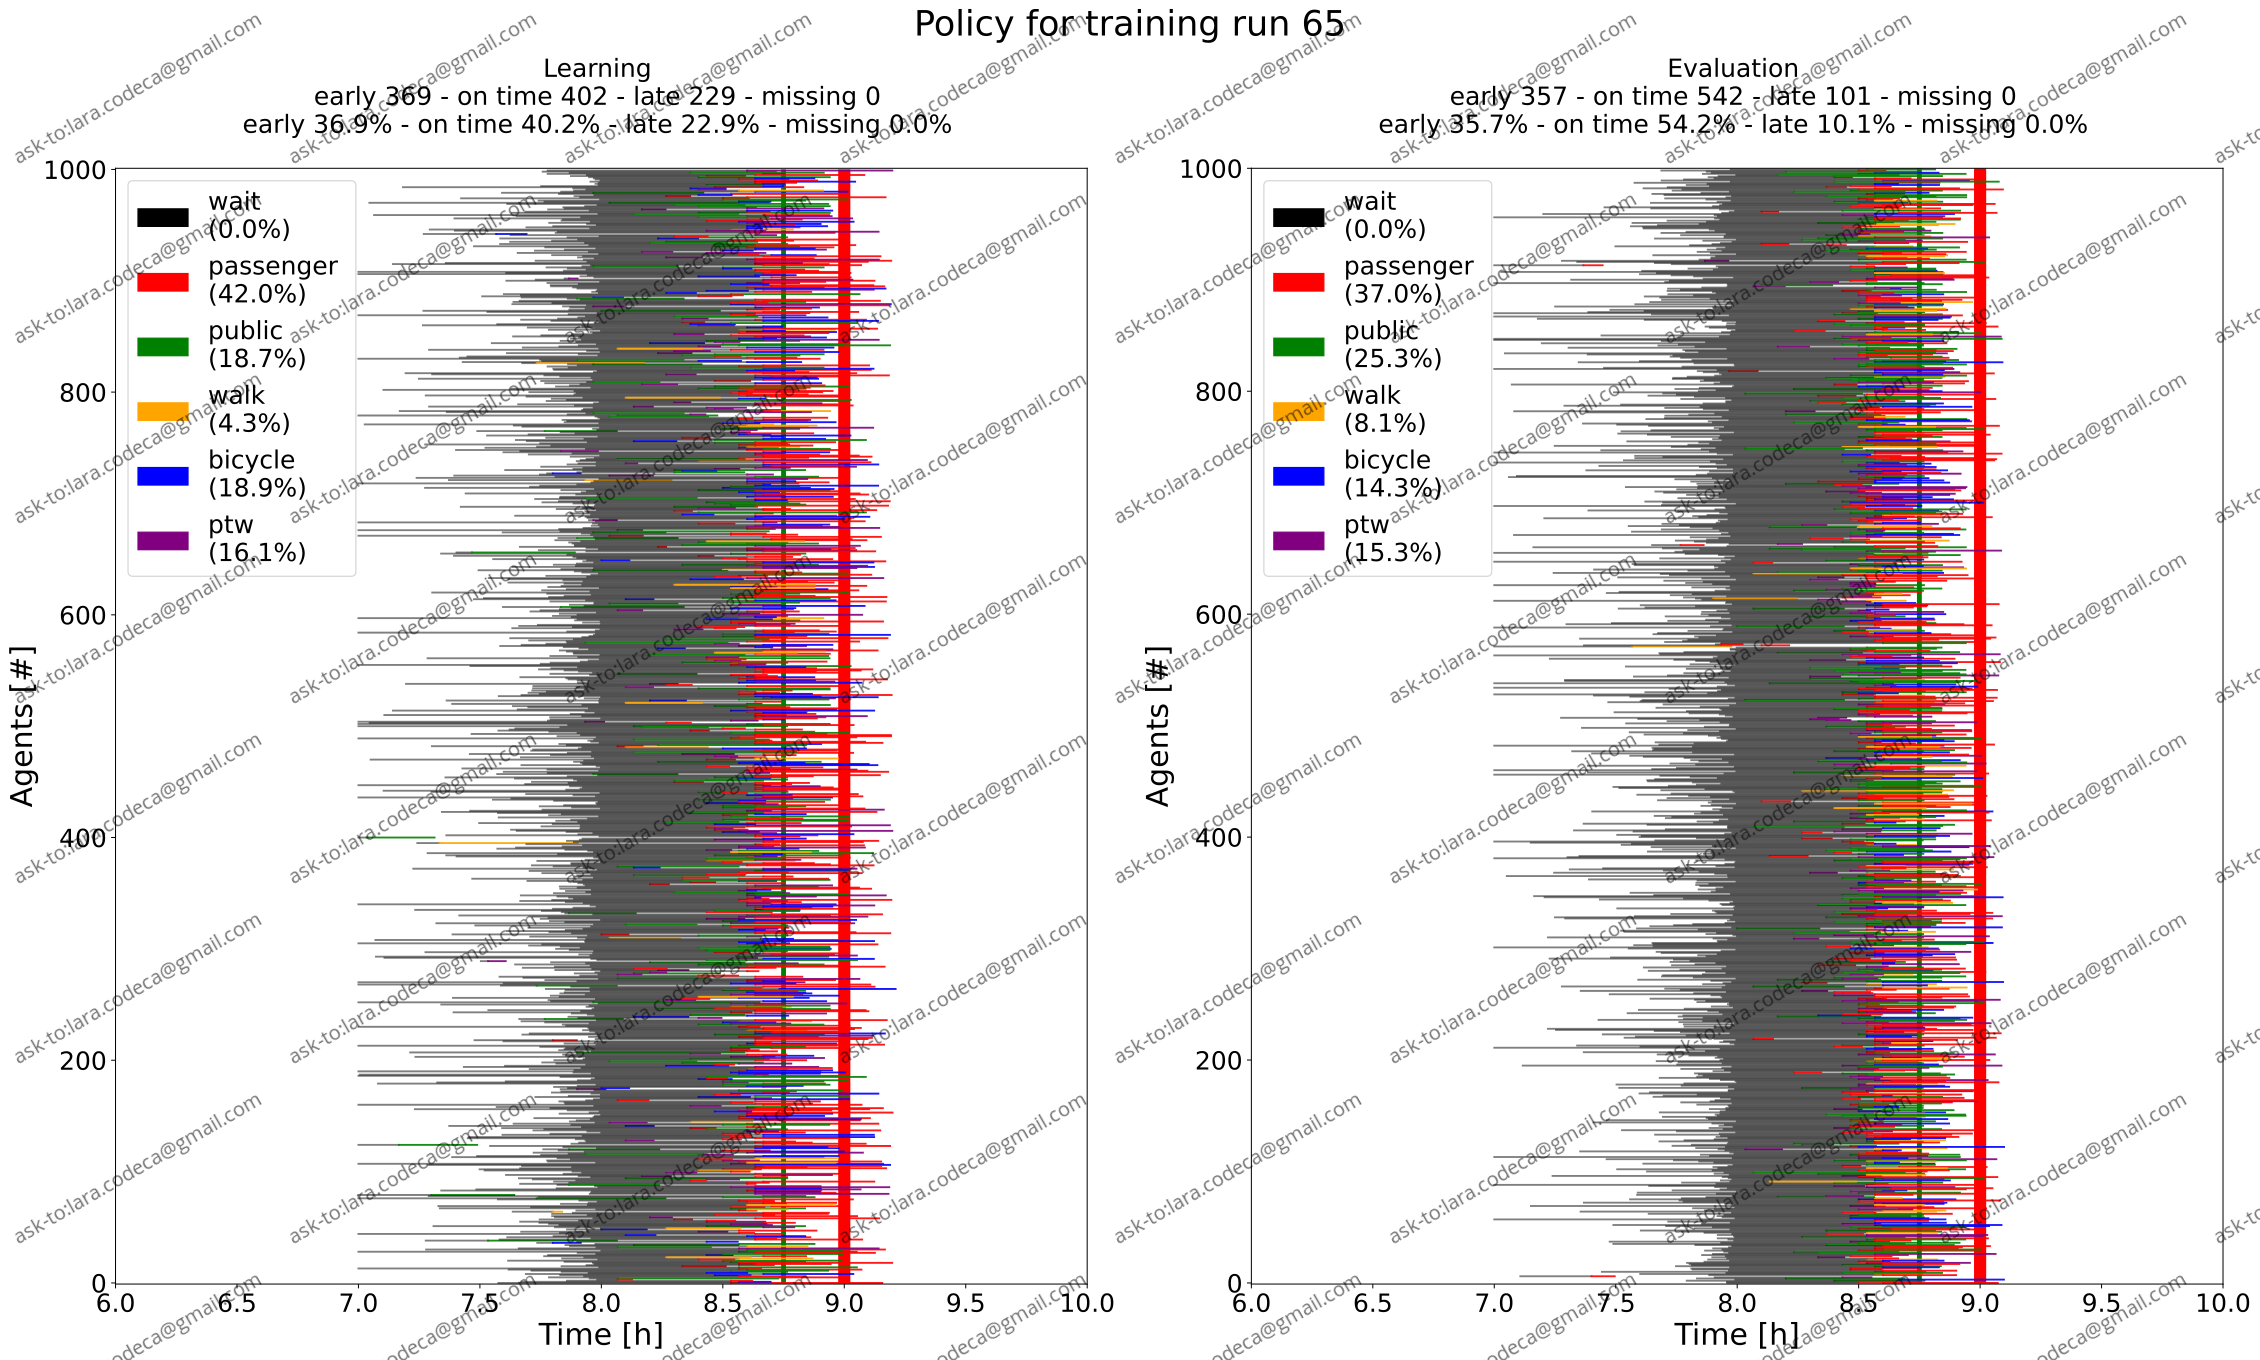 Policy for training run 65
Learning
early 369 - on time 402 - late 229 - missing 0
early 36.9% - on time 40.2% - late 22.9% - missing 0.0%
1000
800
600
400
200
0
Agents [#]
wait
(0.0%)
passenger
(42.0%)
public
(18.7%)
walk
(4.3%)
bicycle
(18.9%)
ptw
(16.1%)
6.0 6.5 7.0 7.5 8.0 8.5 9.0 9.5 10.0
Time [h]
Evaluation
early 357 - on time 542 - late 101 - missing 0
early 35.7% - on time 54.2% - late 10.1% - missing 0.0%
1000
800
600
400
200
0
Agents [#]
wait
(0.0%)
passenger
(37.0%)
public
(25.3%)
walk
(8.1%)
bicycle
(14.3%)
ptw
(15.3%)
6.0 6.5 7.0 7.5 8.0 8.5 9.0 9.5 10.0
Time [h]
ask-to:lara.codeca@gmail.com